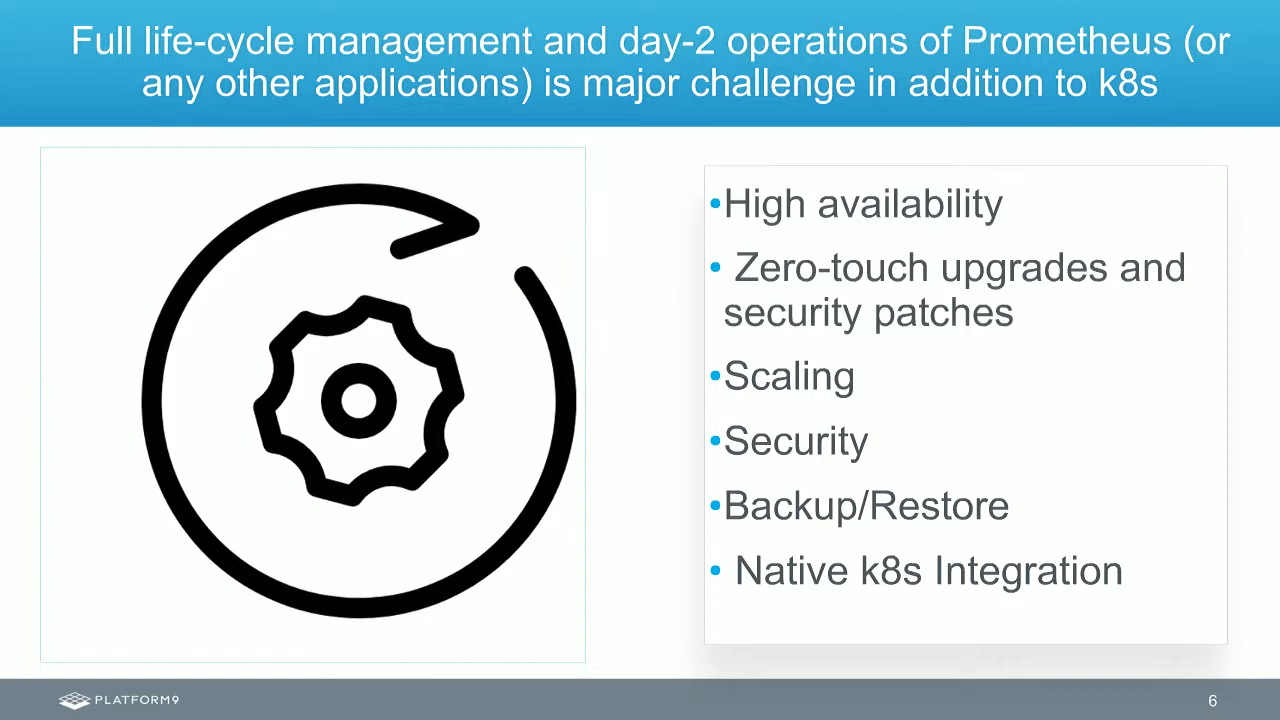 Full life-cycle management and day-2 operations of Prometheus (or
any other applications) is major challenge in addition to k8s
•High availability
• Zero-touch upgrades and
security patches
•Scaling
•Security
•Backup/Restore
• Native k8s Integration
PLATFORM9
6